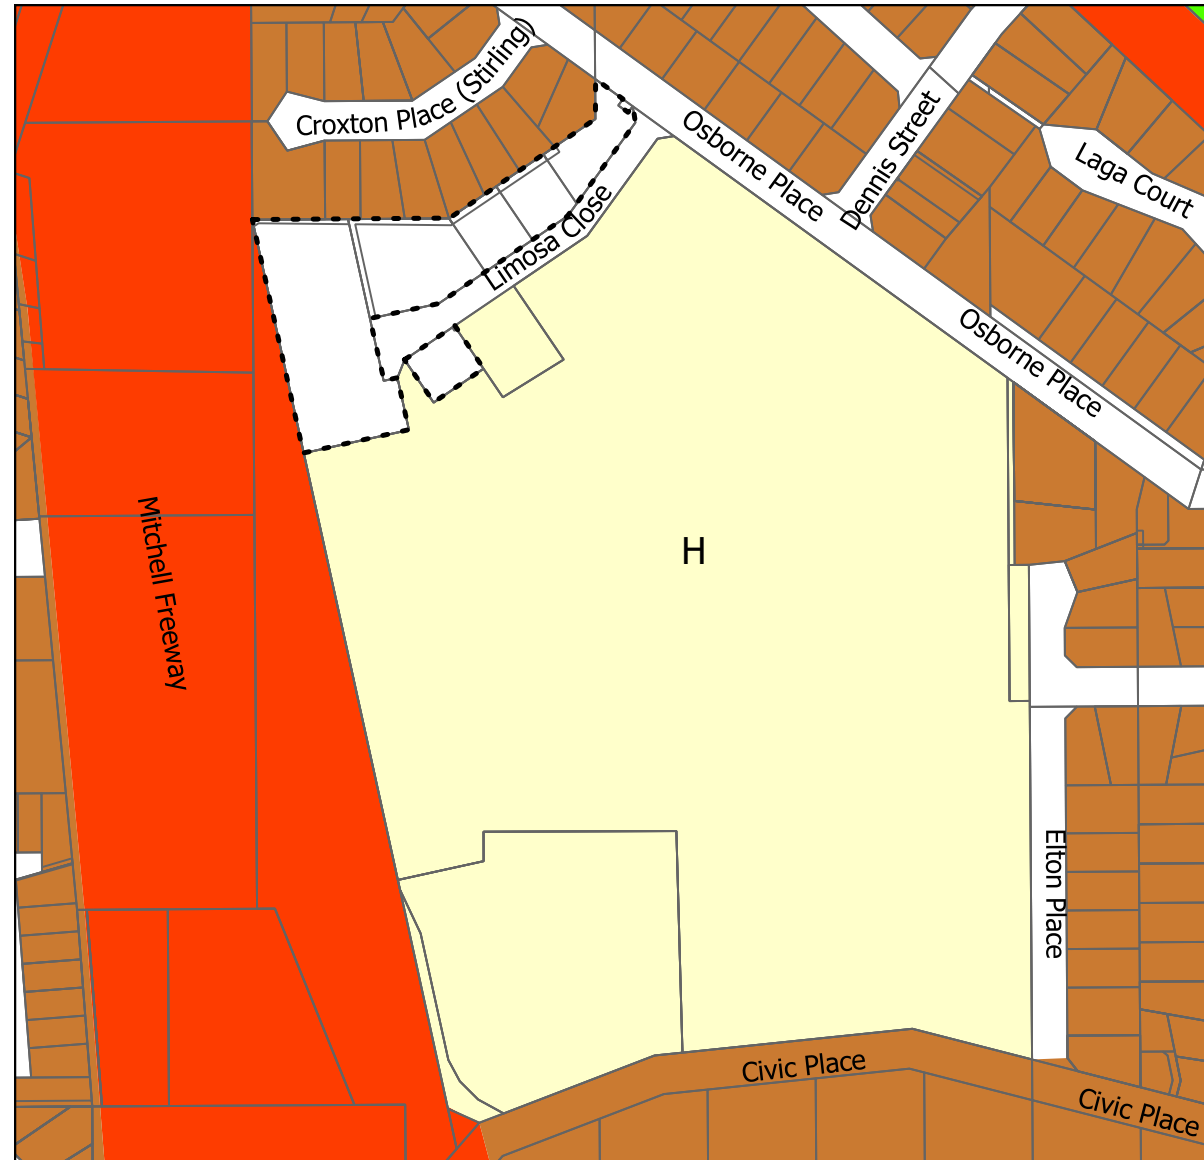 Croxton Place (Stirling)
Osborne Place
Dennis Street
Laga Court
Limosa Close
Osborne Place
Mitchell Freeway
H
Elton Place
Civic Place
Civic Place